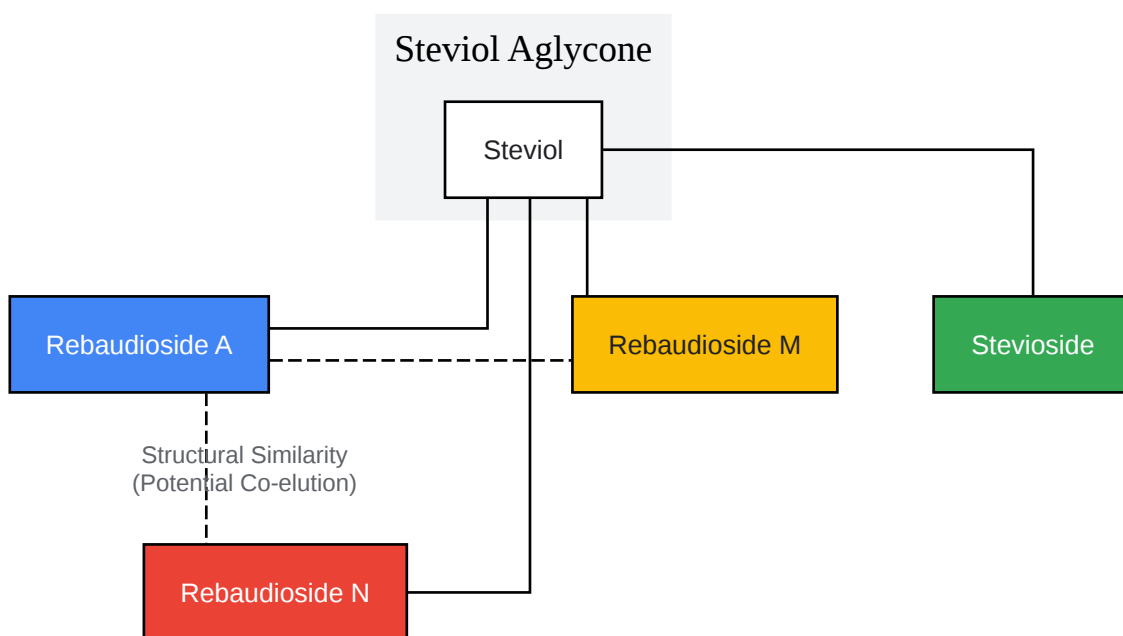 Steviol Aglycone
Steviol
Rebaudioside A
Rebaudioside M
Stevioside
Structural Similarity
(Potential Co-elution)
Rebaudioside N